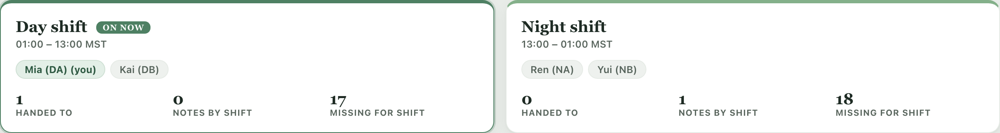 Day shift ON NOW
01:00 – 13:00 MST
Mia (DA) (you) Kai (DB)
1 0 17
HANDED TO NOTES BY SHIFT MISSING FOR SHIFT
Night shift
13:00 – 01:00 MST
Ren (NA) Yui (NB)
0 1 18
HANDED TO NOTES BY SHIFT MISSING FOR SHIFT